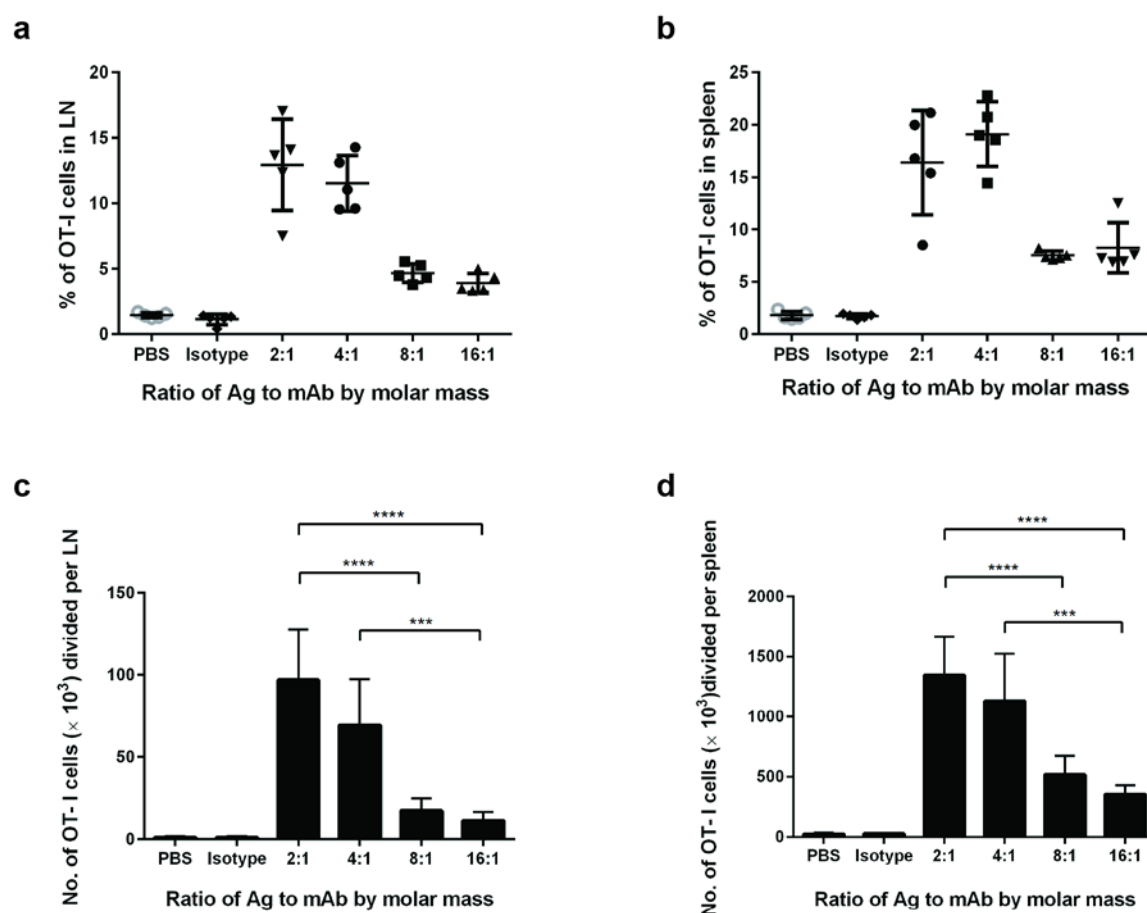 a
% of OT-I cells in LN
20
15
10
5
0
PBS Isotype 2:1 4:1 8:1 16:1
Ratio of Ag to mAb by molar mass
b
% of OT-I cells in spleen
25
20
15
10
5
0
PBS Isotype 2:1 4:1 8:1 16:1
Ratio of Ag to mAb by molar mass
c
No. of OT- I cells (× 10³) divided per LN
****
****
***
150
100
50
0
PBS Isotype 2:1 4:1 8:1 16:1
Ratio of Ag to mAb by molar mass
d
No. of OT- I cells (× 10³)divided per spleen
****
****
***
2000
1500
1000
500
0
PBS Isotype 2:1 4:1 8:1 16:1
Ratio of Ag to mAb by molar mass